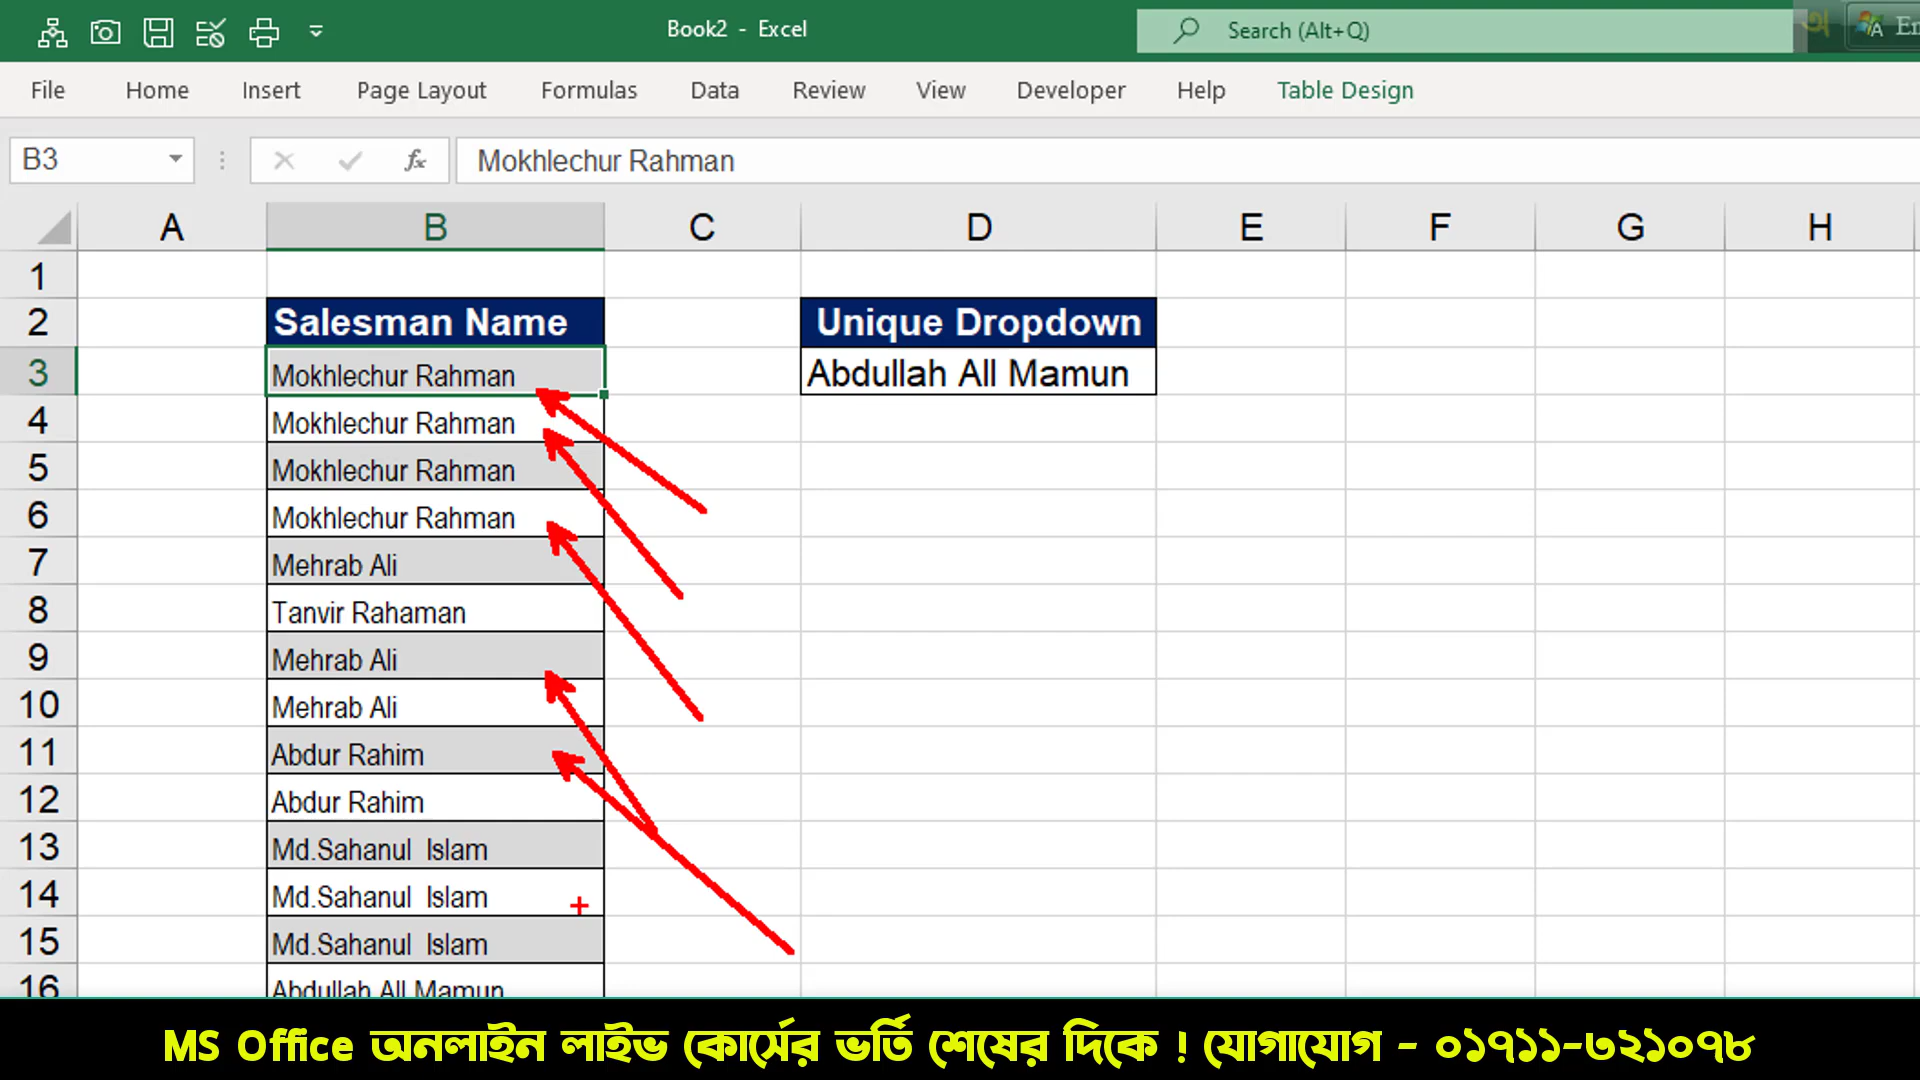 Book2 - Excel
Search (Alt+Q)
File Home Insert Page Layout Formulas Data Review View Developer Help Table Design
B3
fx
Mokhlechur Rahman
A B C D E F G H
1
2 Salesman Name Unique Dropdown
3 Mokhlechur Rahman Abdullah All Mamun
4 Mokhlechur Rahman
5 Mokhlechur Rahman
6 Mokhlechur Rahman
7 Mehrab Ali
8 Tanvir Rahaman
9 Mehrab Ali
10 Mehrab Ali
11 Abdur Rahim
12 Abdur Rahim
13 Md.Sahanul  Islam
14 Md.Sahanul  Islam
15 Md.Sahanul  Islam
16 Abdullah All Mamun
MS Office অনলাইন লাইভ কোর্সের ভর্তি শেষের দিকে ! যোগাযোগ - ০১৭১১-৩২১০৭৮